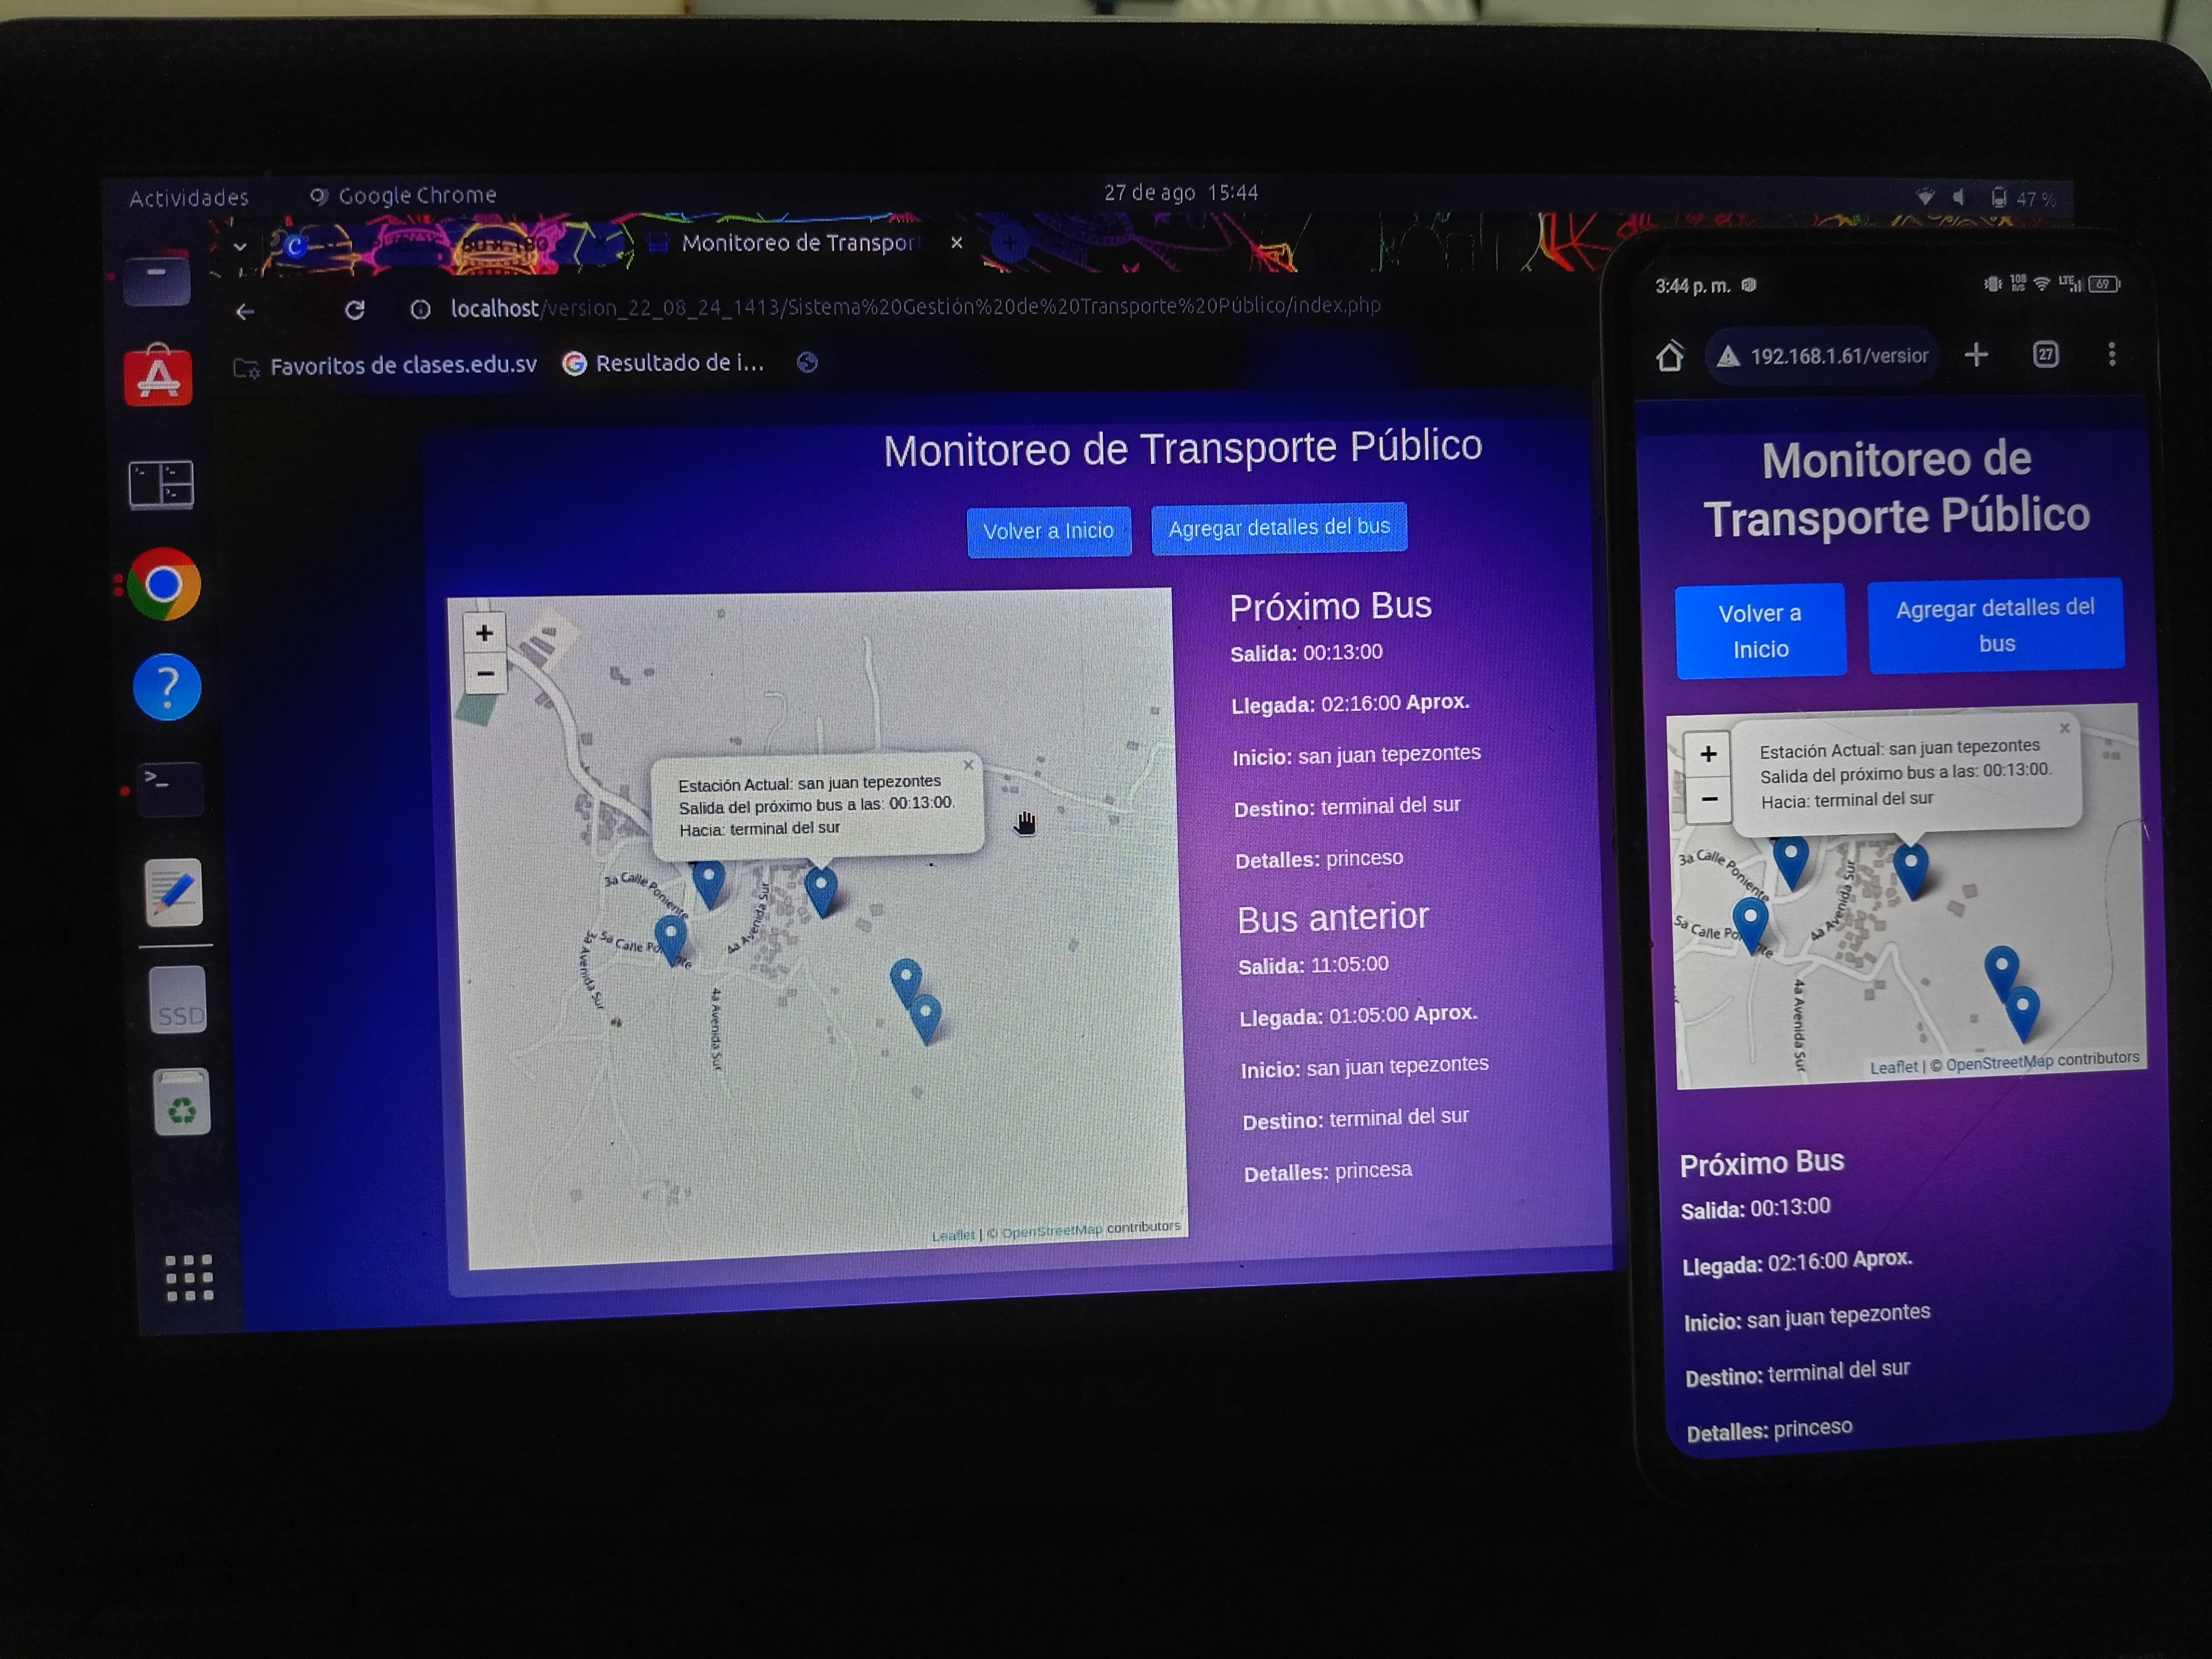 Actividades
Google Chrome
27 de ago 15:44
47 %
Monitoreo de Transpor
localhost/version_22_08_24_1413/Sistema%20Gestión%20de%20Transporte%20Público/index.php
Favoritos de clases.edu.sv
Resultado de i...
Monitoreo de Transporte Público
Volver a Inicio
Agregar detalles del bus
+
−
Estación Actual: san juan tepezontes
Salida del próximo bus a las: 00:13:00.
Hacia: terminal del sur
3a Calle Poniente
4a Avenida Sur
Avenida Sur
4a Avenida Sur
Leaflet | © OpenStreetMap contributors
Próximo Bus
Salida: 00:13:00
Llegada: 02:16:00 Aprox.
Inicio: san juan tepezontes
Destino: terminal del sur
Detalles: princeso
Bus anterior
Salida: 11:05:00
Llegada: 01:05:00 Aprox.
Inicio: san juan tepezontes
Destino: terminal del sur
Detalles: princesa
SSD
3:44 p. m.
108
B/s
LTE
69
192.168.1.61/version
27
Monitoreo de
Transporte Público
Volver a
Inicio
Agregar detalles del
bus
+
−
Estación Actual: san juan tepezontes
Salida del próximo bus a las: 00:13:00.
Hacia: terminal del sur
3a Calle Poniente
4a Avenida Sur
4a Avenida Sur
Leaflet | © OpenStreetMap contributors
Próximo Bus
Salida: 00:13:00
Llegada: 02:16:00 Aprox.
Inicio: san juan tepezontes
Destino: terminal del sur
Detalles: princeso